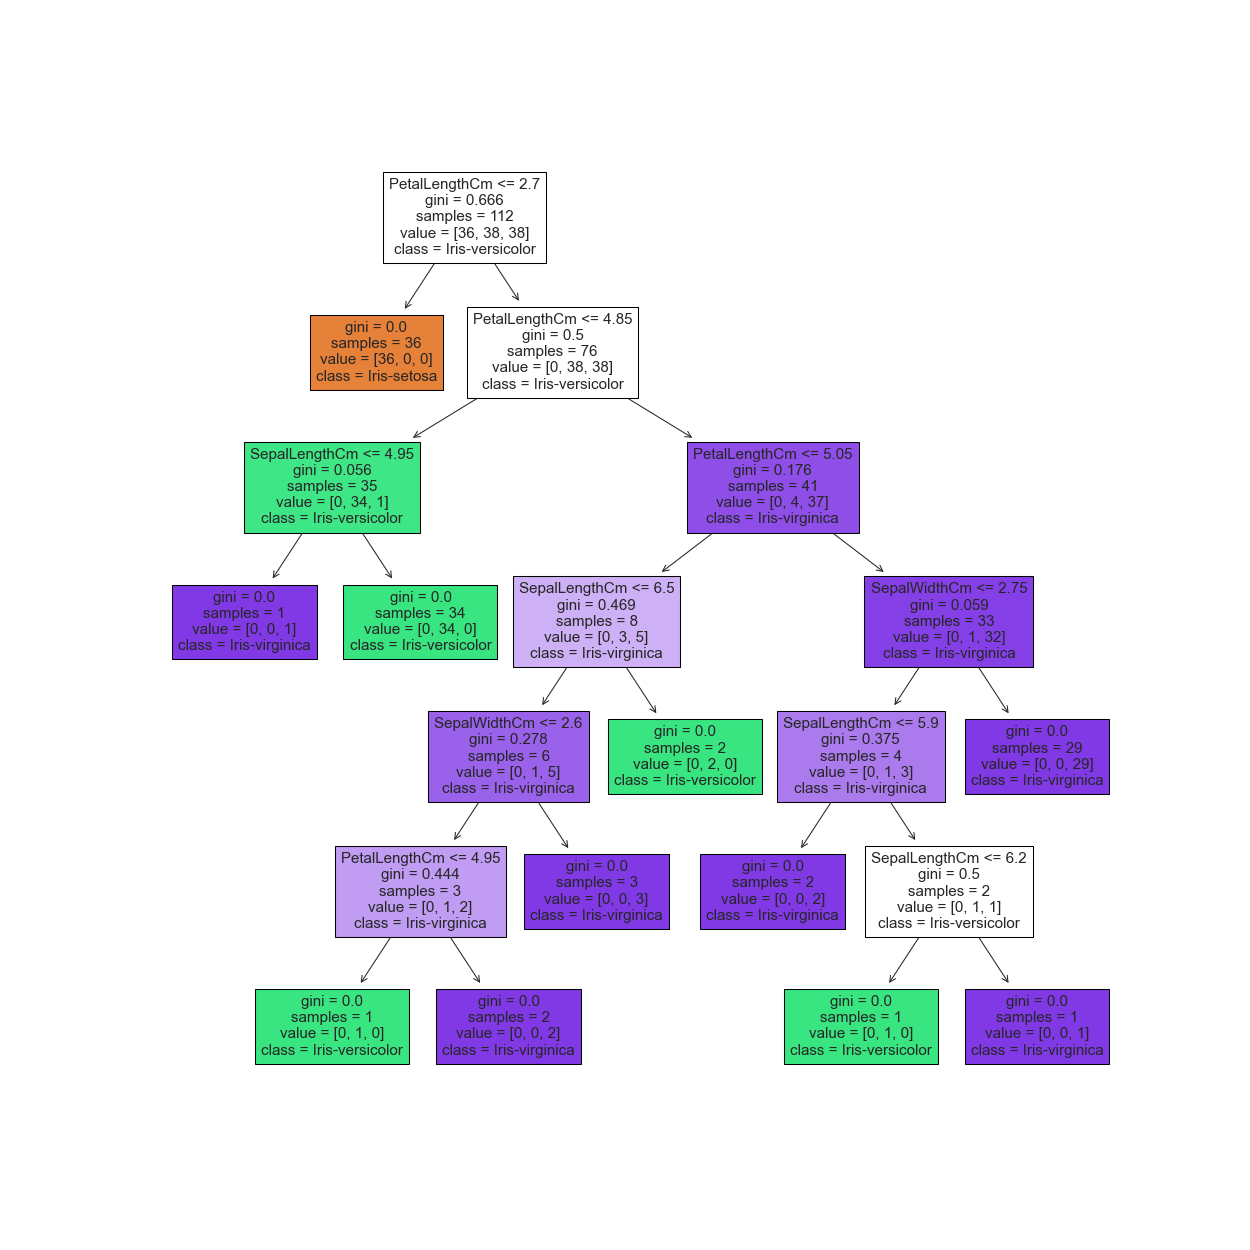 PetalLengthCm <= 2.7
gini = 0.666
samples = 112
value = [36, 38, 38]
class = Iris-versicolor
gini = 0.0
samples = 36
value = [36, 0, 0]
class = Iris-setosa
PetalLengthCm <= 4.85
gini = 0.5
samples = 76
value = [0, 38, 38]
class = Iris-versicolor
SepalLengthCm <= 4.95
gini = 0.056
samples = 35
value = [0, 34, 1]
class = Iris-versicolor
PetalLengthCm <= 5.05
gini = 0.176
samples = 41
value = [0, 4, 37]
class = Iris-virginica
gini = 0.0
samples = 1
value = [0, 0, 1]
class = Iris-virginica
gini = 0.0
samples = 34
value = [0, 34, 0]
class = Iris-versicolor
SepalLengthCm <= 6.5
gini = 0.469
samples = 8
value = [0, 3, 5]
class = Iris-virginica
SepalWidthCm <= 2.75
gini = 0.059
samples = 33
value = [0, 1, 32]
class = Iris-virginica
SepalWidthCm <= 2.6
gini = 0.278
samples = 6
value = [0, 1, 5]
class = Iris-virginica
gini = 0.0
samples = 2
value = [0, 2, 0]
class = Iris-versicolor
SepalLengthCm <= 5.9
gini = 0.375
samples = 4
value = [0, 1, 3]
class = Iris-virginica
gini = 0.0
samples = 29
value = [0, 0, 29]
class = Iris-virginica
PetalLengthCm <= 4.95
gini = 0.444
samples = 3
value = [0, 1, 2]
class = Iris-virginica
gini = 0.0
samples = 3
value = [0, 0, 3]
class = Iris-virginica
gini = 0.0
samples = 2
value = [0, 0, 2]
class = Iris-virginica
SepalLengthCm <= 6.2
gini = 0.5
samples = 2
value = [0, 1, 1]
class = Iris-versicolor
gini = 0.0
samples = 1
value = [0, 1, 0]
class = Iris-versicolor
gini = 0.0
samples = 2
value = [0, 0, 2]
class = Iris-virginica
gini = 0.0
samples = 1
value = [0, 1, 0]
class = Iris-versicolor
gini = 0.0
samples = 1
value = [0, 0, 1]
class = Iris-virginica